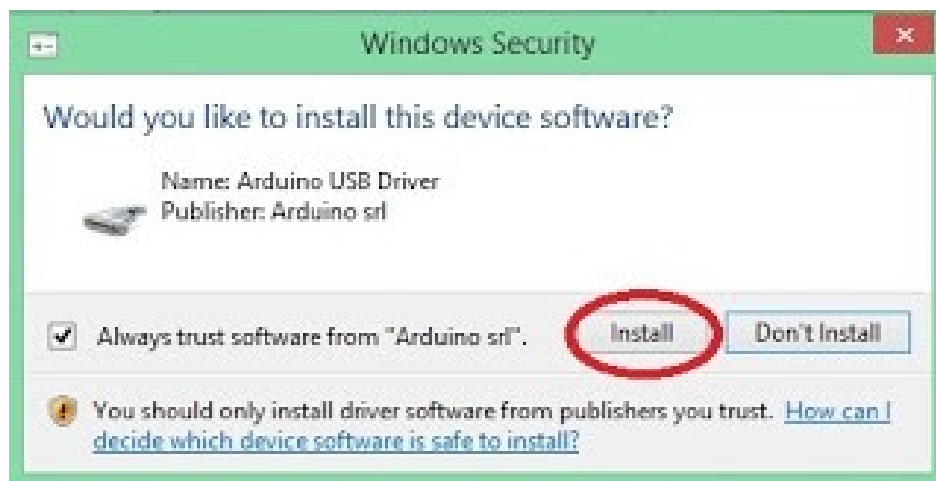 Windows Security
Would you like to install this device software?
Name: Arduino USB Driver
Publisher: Arduino srl
Always trust software from "Arduino srl".
Install
Don't Install
You should only install driver software from publishers you trust. How can I
decide which device software is safe to install?